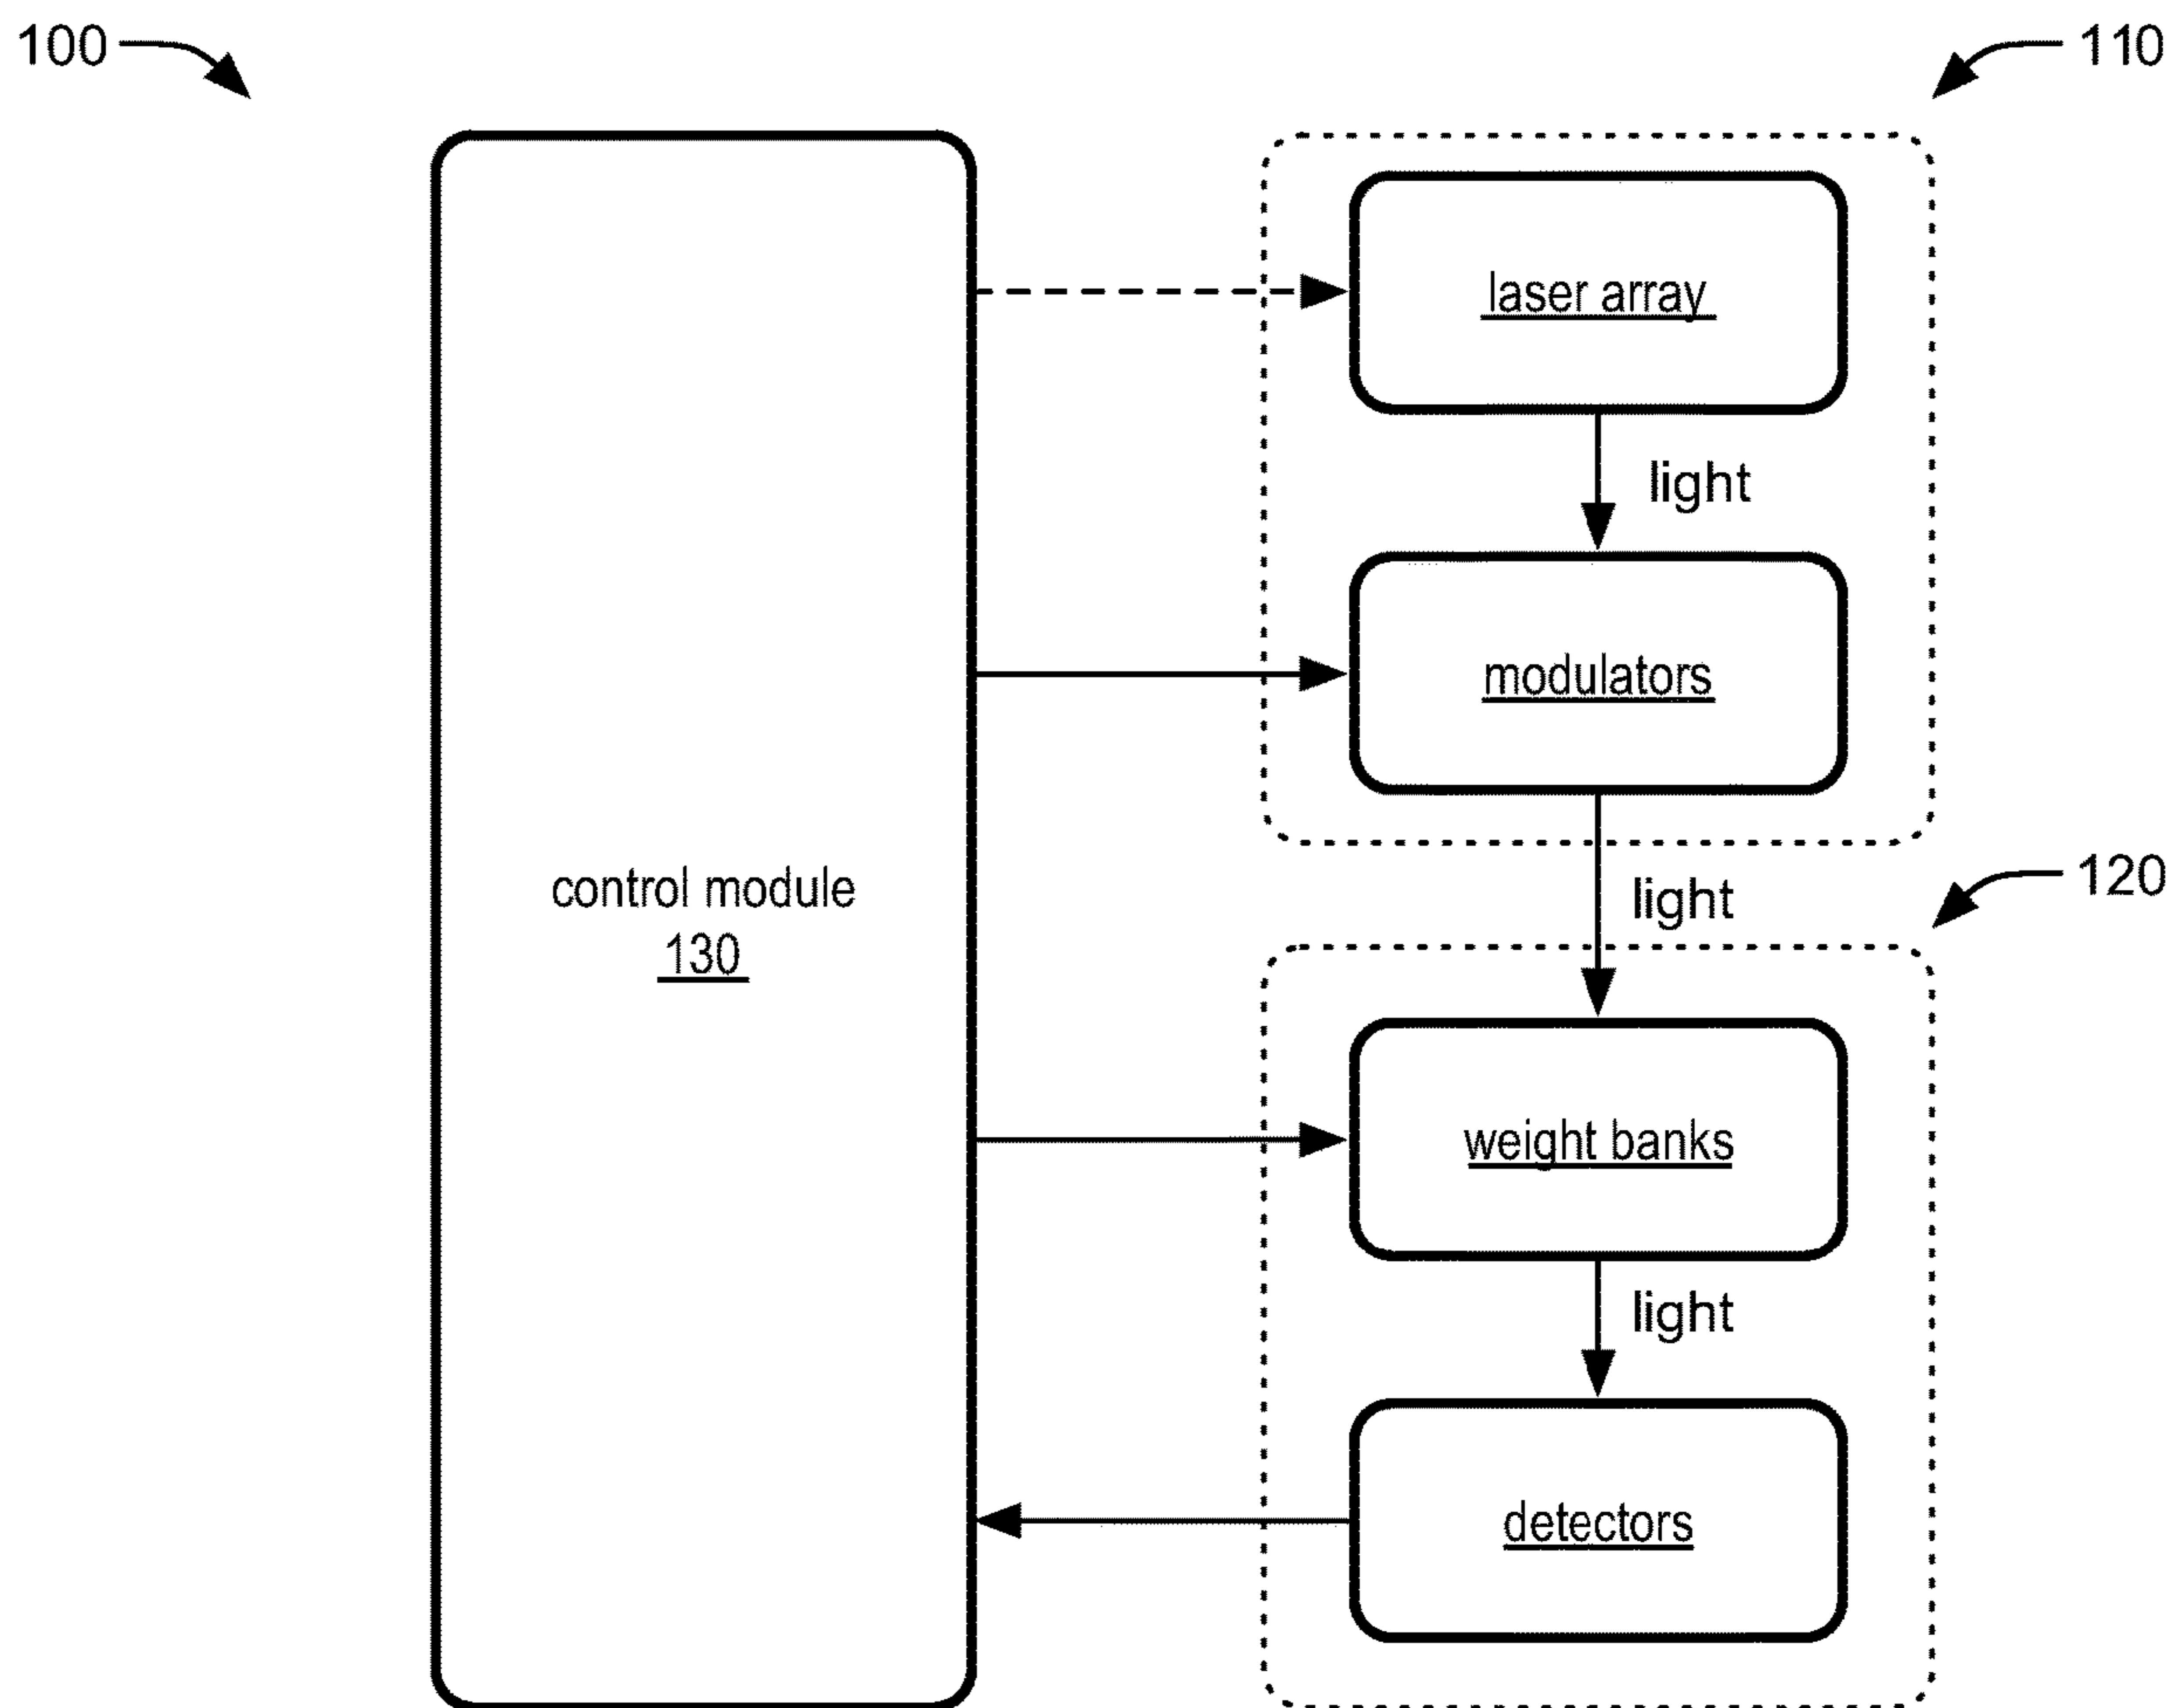 100
110
laser array
light
modulators
control module
130
light
120
weight banks
light
detectors